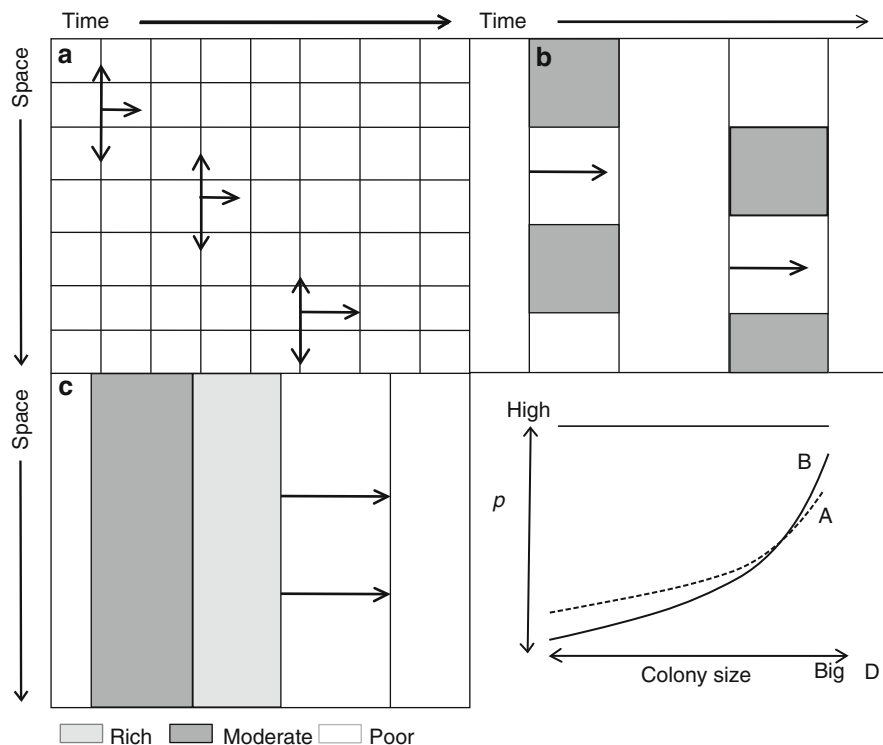 Time Time
a b
Space
c
Space
High
B
p
A
Colony size Big D
Rich Moderate Poor